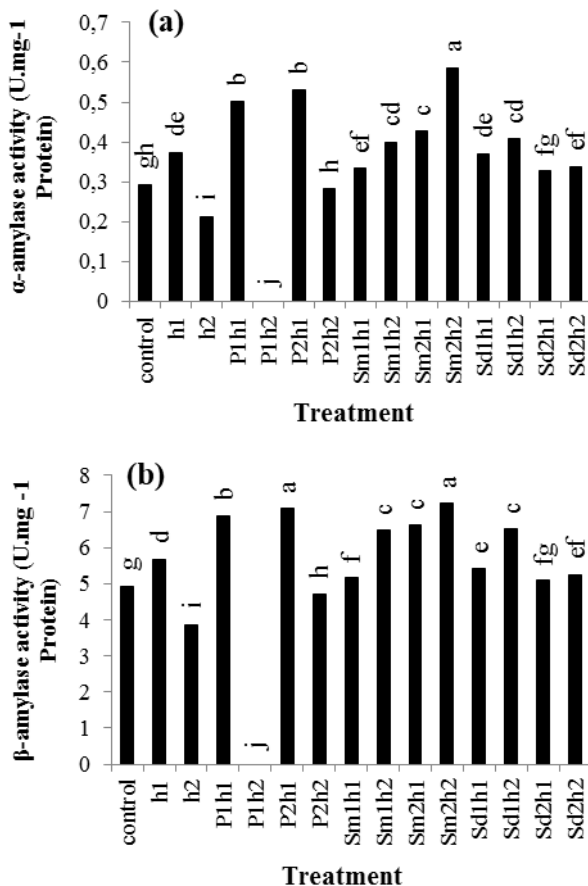 (a)
α-amylase activity (U.mg-1
Protein)
0,7
0,6
0,5
0,4
0,3
0,2
0,1
0
gh
de
i
b
j
b
h
ef
cd
c
a
de
cd
fg
ef
control
h1
h2
P1h1
P1h2
P2h1
P2h2
Sm1h1
Sm1h2
Sm2h1
Sm2h2
Sd1h1
Sd1h2
Sd2h1
Sd2h2
Treatment
(b)
β-amylase activity (U.mg -1
Protein)
8
7
6
5
4
3
2
1
0
g
d
i
b
j
a
h
f
c
c
a
e
c
fg
ef
control
h1
h2
P1h1
P1h2
P2h1
P2h2
Sm1h1
Sm1h2
Sm2h1
Sm2h2
Sd1h1
Sd1h2
Sd2h1
Sd2h2
Treatment